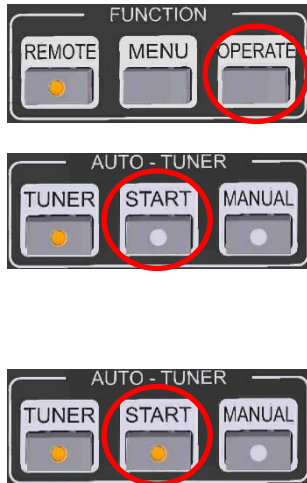 FUNCTION
REMOTE MENU OPERATE
AUTO - TUNER
TUNER START MANUAL
AUTO - TUNER
TUNER START MANUAL